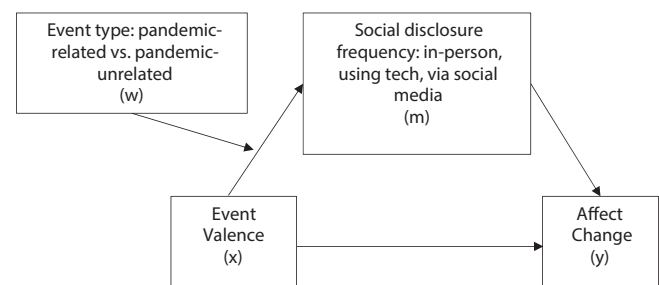 Event type: pandemic-
related vs. pandemic-
unrelated
(w)
Social disclosure
frequency: in-person,
using tech, via social
media
(m)
Event
Valence
(x)
Affect
Change
(y)